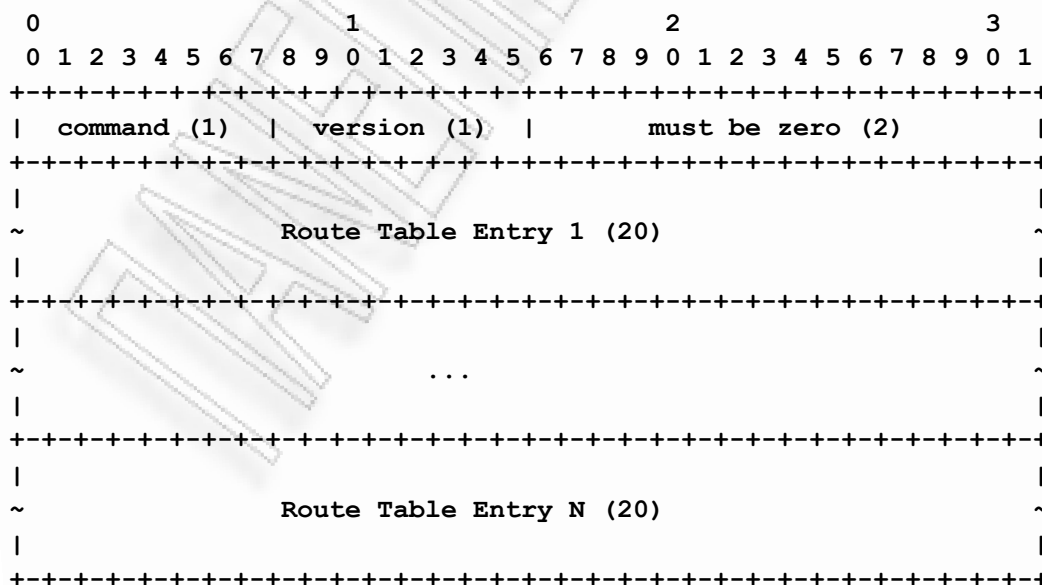 0                   1                   2                   3
0 1 2 3 4 5 6 7 8 9 0 1 2 3 4 5 6 7 8 9 0 1 2 3 4 5 6 7 8 9 0 1
+-+-+-+-+-+-+-+-+-+-+-+-+-+-+-+-+-+-+-+-+-+-+-+-+-+-+-+-+-+-+-+-+
| command (1) | version (1) | must be zero (2) |
+-+-+-+-+-+-+-+-+-+-+-+-+-+-+-+-+-+-+-+-+-+-+-+-+-+-+-+-+-+-+-+-+
| |
~ Route Table Entry 1 (20) ~
| |
+-+-+-+-+-+-+-+-+-+-+-+-+-+-+-+-+-+-+-+-+-+-+-+-+-+-+-+-+-+-+-+-+
| |
~ ... ~
| |
+-+-+-+-+-+-+-+-+-+-+-+-+-+-+-+-+-+-+-+-+-+-+-+-+-+-+-+-+-+-+-+-+
| |
~ Route Table Entry N (20) ~
| |
+-+-+-+-+-+-+-+-+-+-+-+-+-+-+-+-+-+-+-+-+-+-+-+-+-+-+-+-+-+-+-+-+